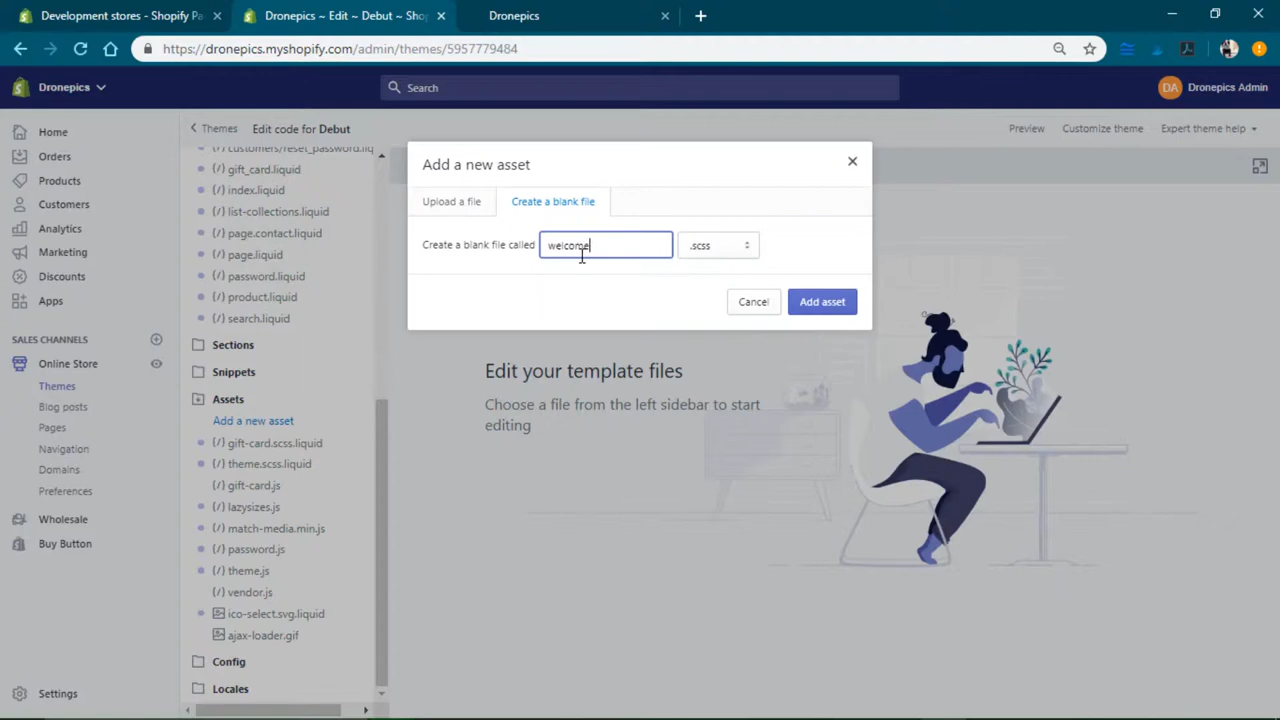 Development stores - Shopify Pa
Dronepics ~ Edit ~ Debut ~ Shop
Dronepics
https://dronepics.myshopify.com/admin/themes/5957779484
Dronepics
Search
DA
Dronepics Admin
Home
Orders
Products
Customers
Analytics
Marketing
Discounts
Apps
SALES CHANNELS
Online Store
Themes
Blog posts
Pages
Navigation
Domains
Preferences
Wholesale
Buy Button
Settings
Themes
Edit code for Debut
Preview
Customize theme
Expert theme help
customers/reset_password.liq
{/} gift_card.liquid
{/} index.liquid
{/} list-collections.liquid
{/} page.contact.liquid
{/} page.liquid
{/} password.liquid
{/} product.liquid
{/} search.liquid
Sections
Snippets
Assets
Add a new asset
{/} gift-card.scss.liquid
{/} theme.scss.liquid
{/} gift-card.js
{/} lazysizes.js
{/} match-media.min.js
{/} password.js
{/} theme.js
{/} vendor.js
ico-select.svg.liquid
ajax-loader.gif
Config
Locales
Add a new asset
Upload a file
Create a blank file
Create a blank file called
welcome
.scss
Cancel
Add asset
Edit your template files
Choose a file from the left sidebar to start
editing